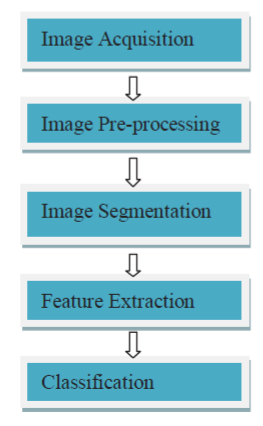 Image Acquisition
Image Pre-processing
Image Segmentation
Feature Extraction
Classification